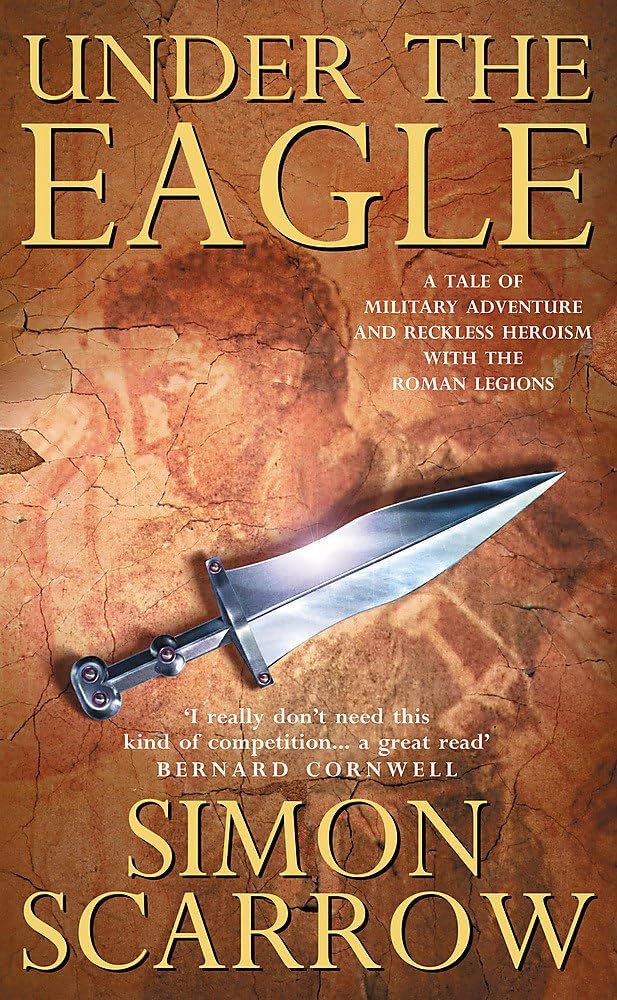 UNDER THE
EAGLE
A TALE OF
MILITARY ADVENTURE
AND RECKLESS HEROISM
WITH THE
ROMAN LEGIONS
‘I really don’t need this
kind of competition... a great read’
BERNARD CORNWELL
SIMON
SCARROW